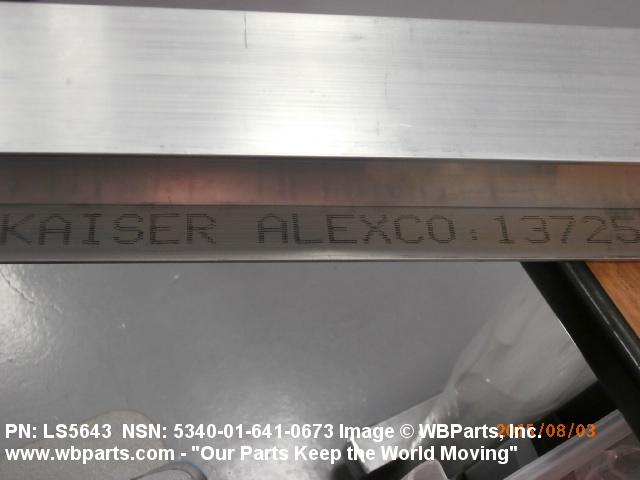 KAISER ALEXCO: 13725
PN: LS5643 NSN: 5340-01-641-0673 Image © WBParts, Inc.
www.wbparts.com - "Our Parts Keep the World Moving"